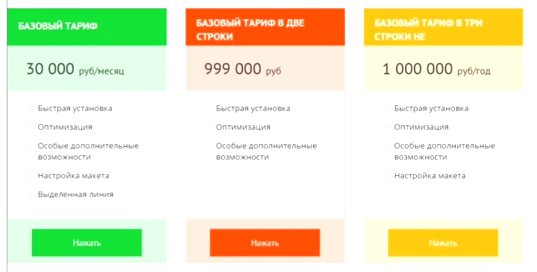 БАЗОВЫЙ ТАРИФ
30 000 руб/месяц
Быстрая установка
Оптимизация
Особые дополнительные
возможности
Настройка макета
Выделенная линия
Нажать
БАЗОВЫЙ ТАРИФ В ДВЕ
СТРОКИ
999 000 руб
Быстрая установка
Оптимизация
Особые дополнительные
возможности
Нажать
БАЗОВЫЙ ТАРИФ В ТРИ
СТРОКИ НЕ
1 000 000 руб/год
Быстрая установка
Оптимизация
Особые дополнительные
возможности
Настройка макета
Нажать